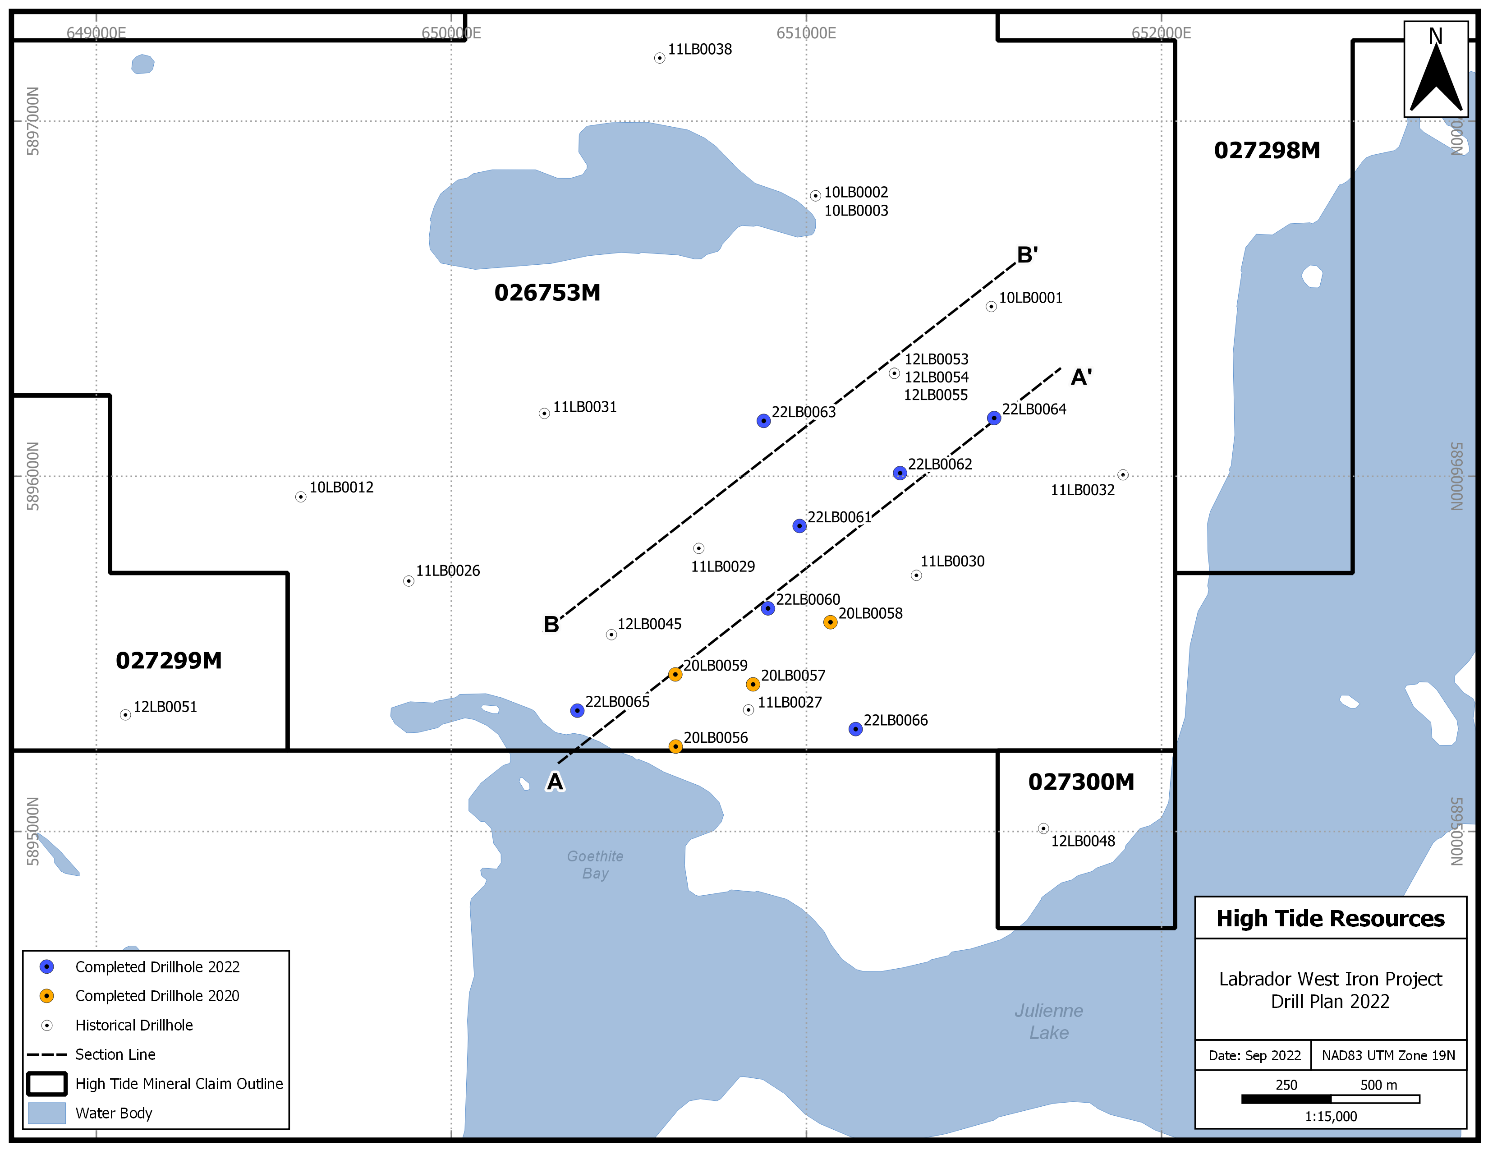 649000E
650000E
651000E
652000E
N
11LB0038
5897000N
000N
027298M
10LB0002
10LB0003
B'
026753M
10LB0001
12LB0053
12LB0054
12LB0055
A'
11LB0031
22LB0063
22LB0064
22LB0062
5896000N
5896000N
10LB0012
11LB0032
22LB0061
11LB0029
11LB0030
11LB0026
22LB0060
20LB0058
B
12LB0045
027299M
20LB0059
20LB0057
12LB0051
22LB0065
11LB0027
22LB0066
20LB0056
A
027300M
5895000N
5895000N
12LB0048
Goethite
Bay
Julienne
Lake
Completed Drillhole 2022
Completed Drillhole 2020
Historical Drillhole
Section Line
High Tide Mineral Claim Outline
Water Body
High Tide Resources
Labrador West Iron Project
Drill Plan 2022
Date: Sep 2022
NAD83 UTM Zone 19N
250 500 m
1:15,000